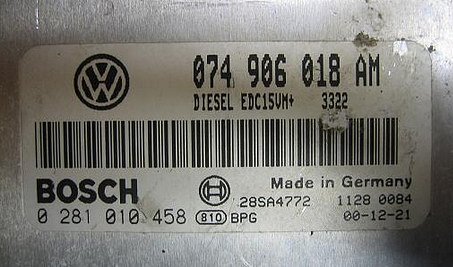 074 906 018 AM
DIESEL EDC15VM+ 3322
BOSCH
Made in Germany
28SA4772 1128 0084
0 281 010 458 810 BPG 00-12-21